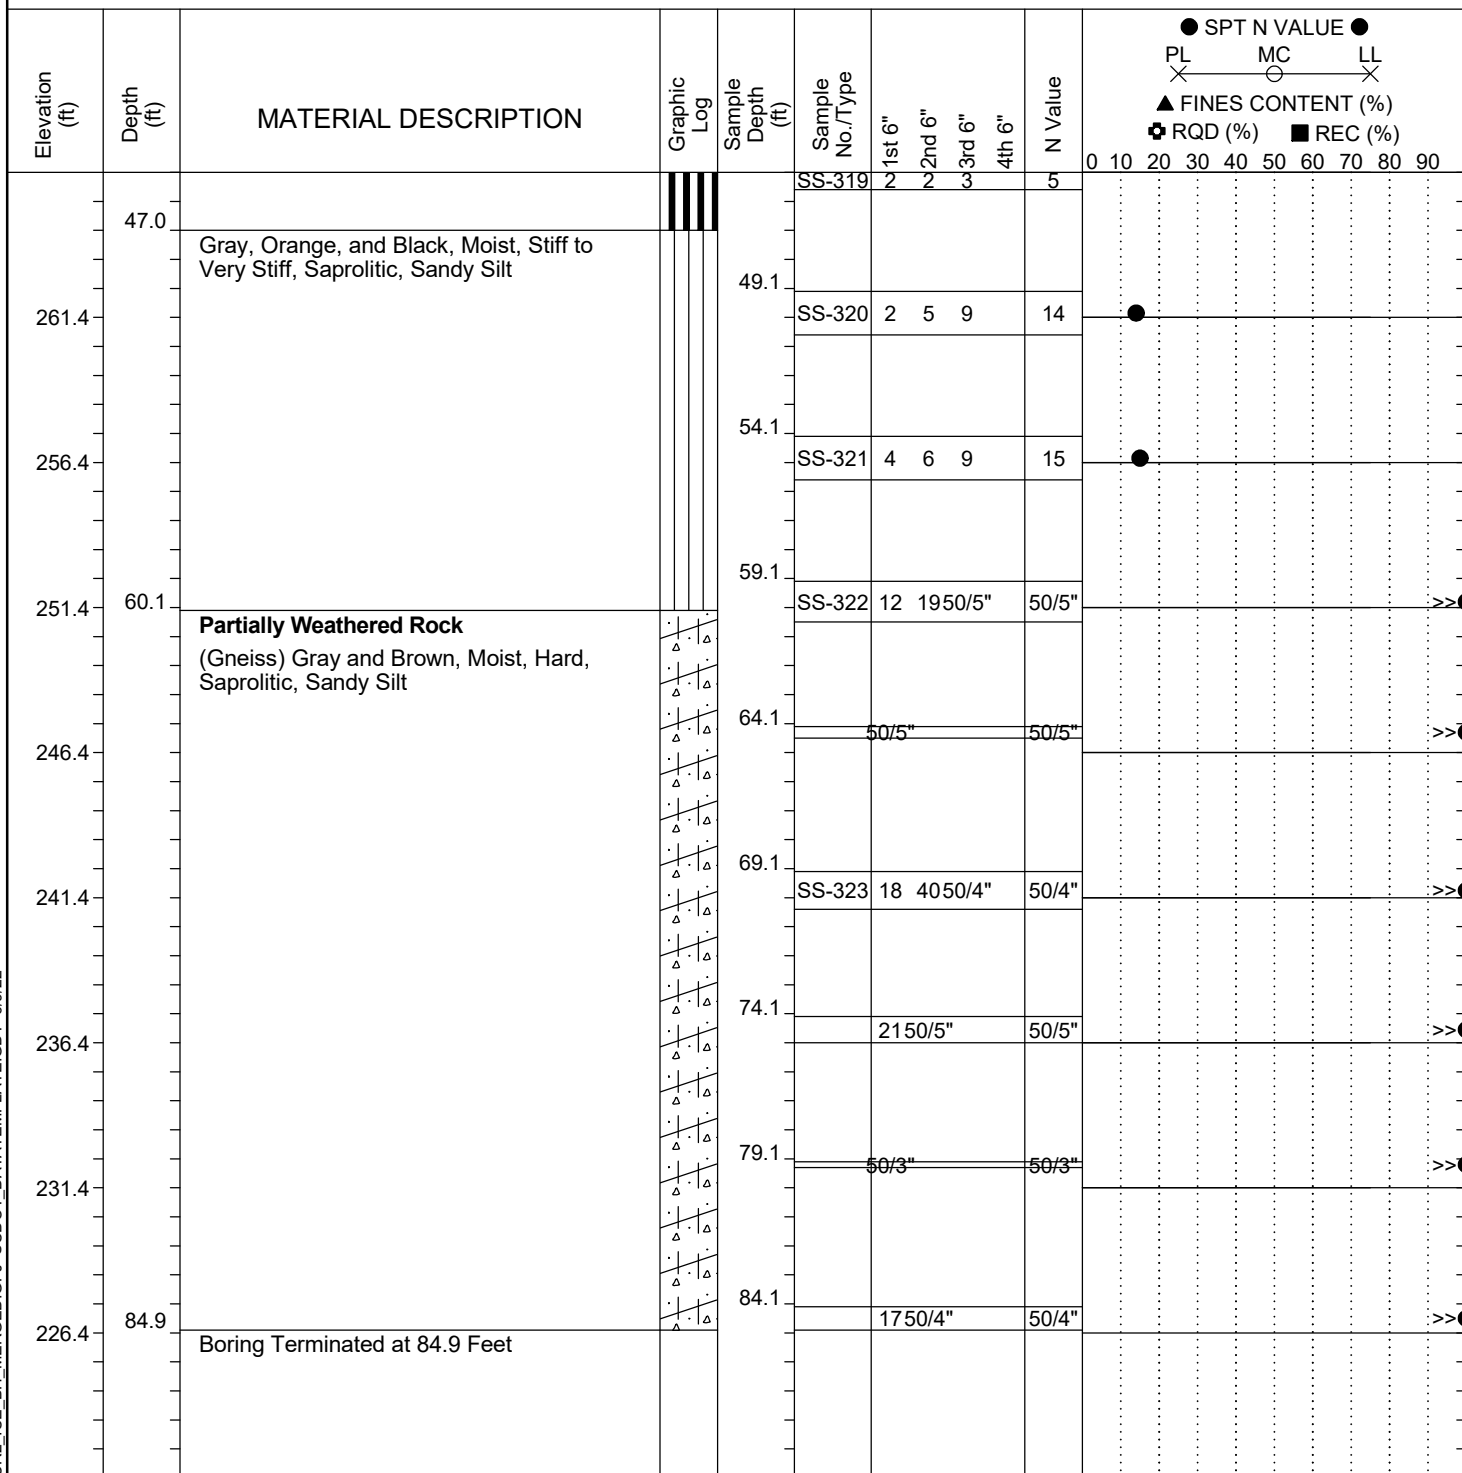 ● SPT N VALUE ●
PL MC LL
▲ FINES CONTENT (%)
RQD (%) ■ REC (%)
Elevation (ft)
Depth (ft)
MATERIAL DESCRIPTION
Graphic Log
Sample Depth (ft)
Sample No./Type
1st 6"
2nd 6"
3rd 6"
4th 6"
N Value
0 10 20 30 40 50 60 70 80 90
SS-319 2 2 3 5
47.0
Gray, Orange, and Black, Moist, Stiff to
Very Stiff, Saprolitic, Sandy Silt
49.1
261.4 SS-320 2 5 9 14
54.1
256.4 SS-321 4 6 9 15
59.1
251.4 60.1 SS-322 12 19 50/5" 50/5" >>
Partially Weathered Rock
(Gneiss) Gray and Brown, Moist, Hard,
Saprolitic, Sandy Silt
64.1
50/5" 50/5" >>
246.4
69.1
241.4 SS-323 18 40 50/4" 50/4" >>
74.1
21 50/5" 50/5" >>
236.4
79.1
50/3" 50/3" >>
231.4
84.1
84.9 17 50/4" 50/4" >>
226.4
Boring Terminated at 84.9 Feet